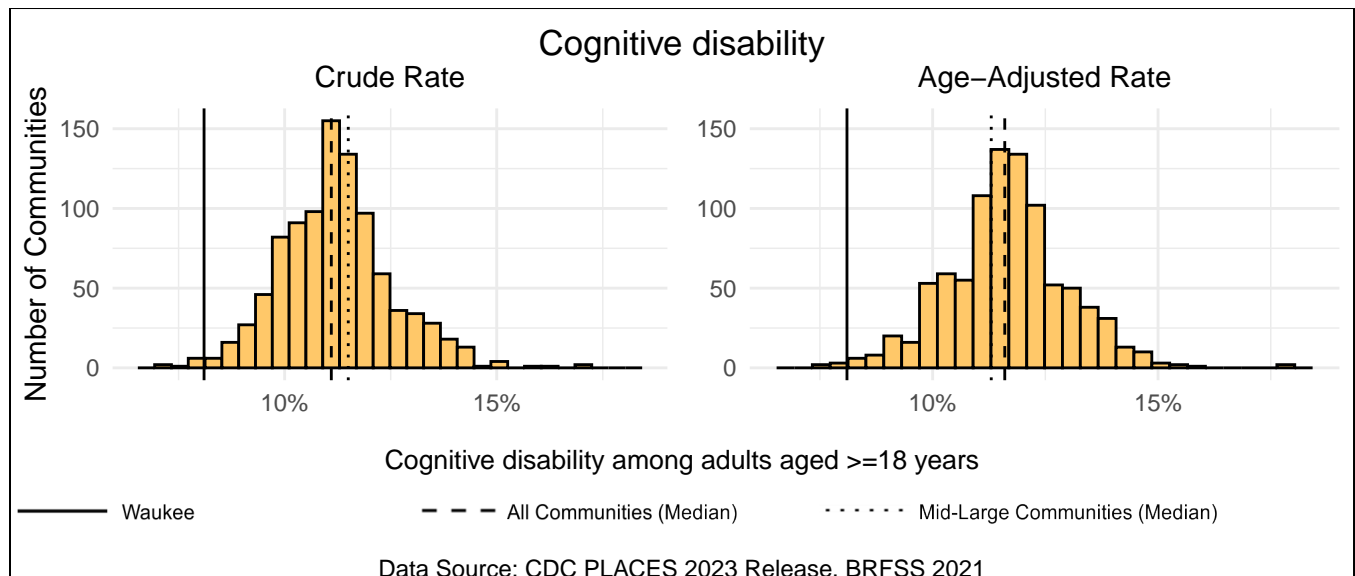 Cognitive disability
Crude Rate
Age−Adjusted Rate
Number of Communities
150
100
50
0
10%
15%
150
100
50
0
10%
15%
Cognitive disability among adults aged >=18 years
Waukee
All Communities (Median)
Mid-Large Communities (Median)
Data Source: CDC PLACES 2023 Release, BRFSS 2021